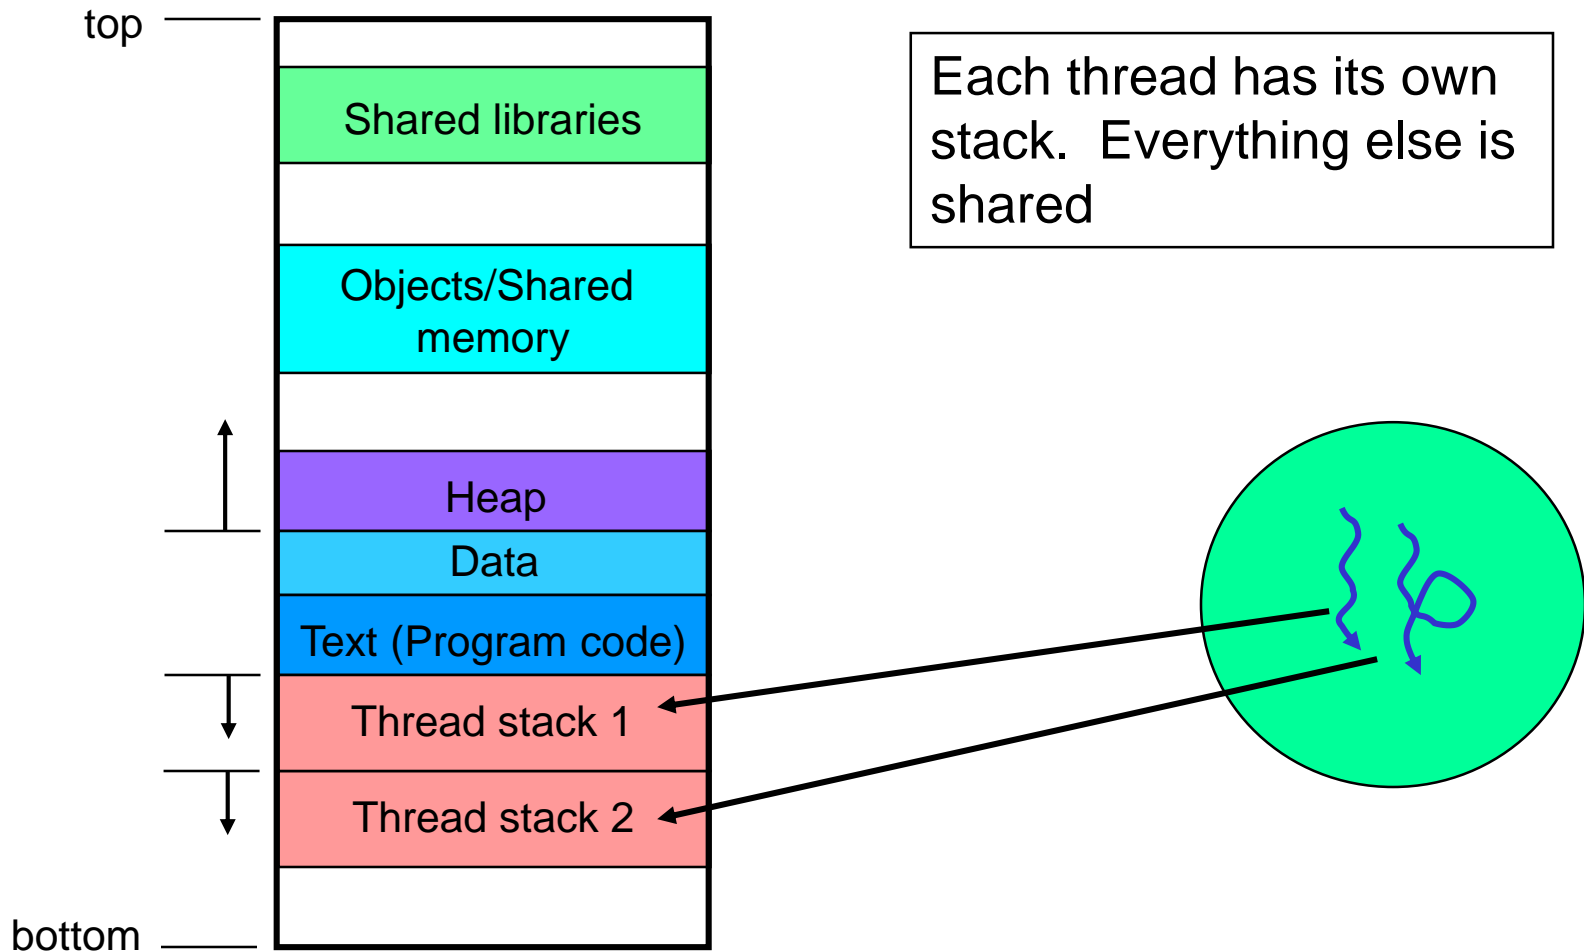 top
Shared libraries
Each thread has its own
stack.  Everything else is
shared
Objects/Shared
memory
Heap
Data
Text (Program code)
Thread stack 1
Thread stack 2
bottom